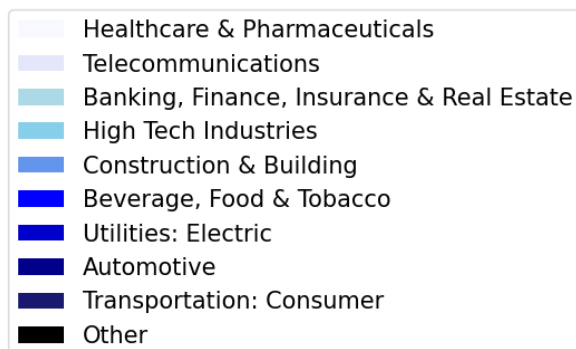 Healthcare & Pharmaceuticals
Telecommunications
Banking, Finance, Insurance & Real Estate
High Tech Industries
Construction & Building
Beverage, Food & Tobacco
Utilities: Electric
Automotive
Transportation: Consumer
Other